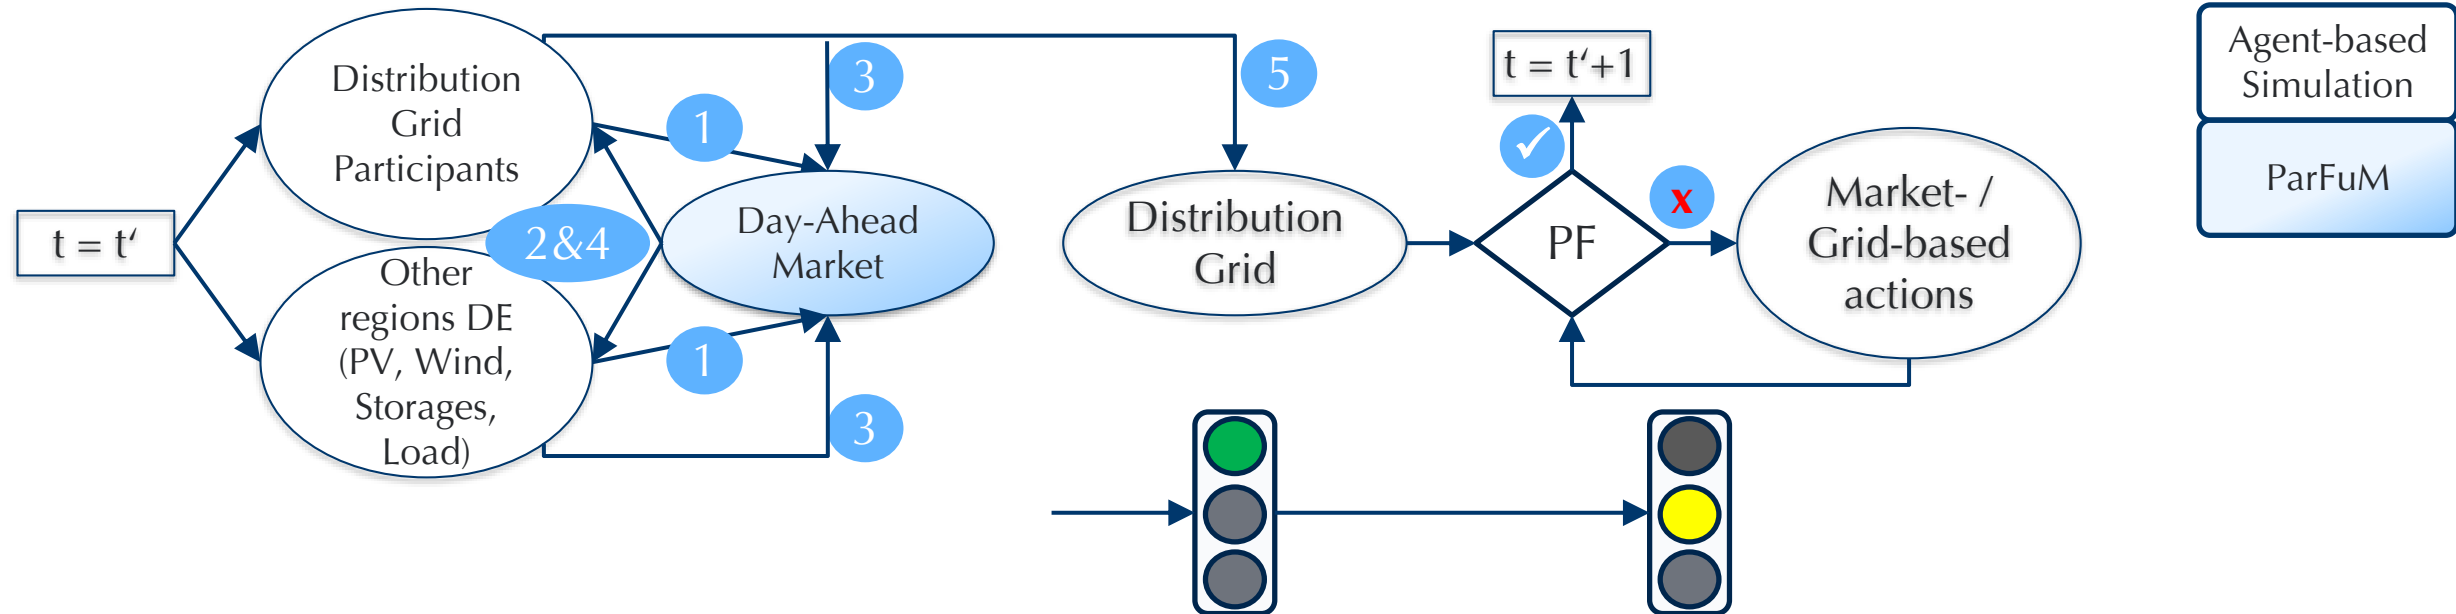 t = t‘
Distribution
Grid
Participants
Other
regions DE
(PV, Wind,
Storages,
Load)
1
1
2&4
3
3
Day-Ahead
Market
5
Distribution
Grid
t = t‘+1
✓
PF
x
Market- /
Grid-based
actions
Agent-based
Simulation
ParFuM